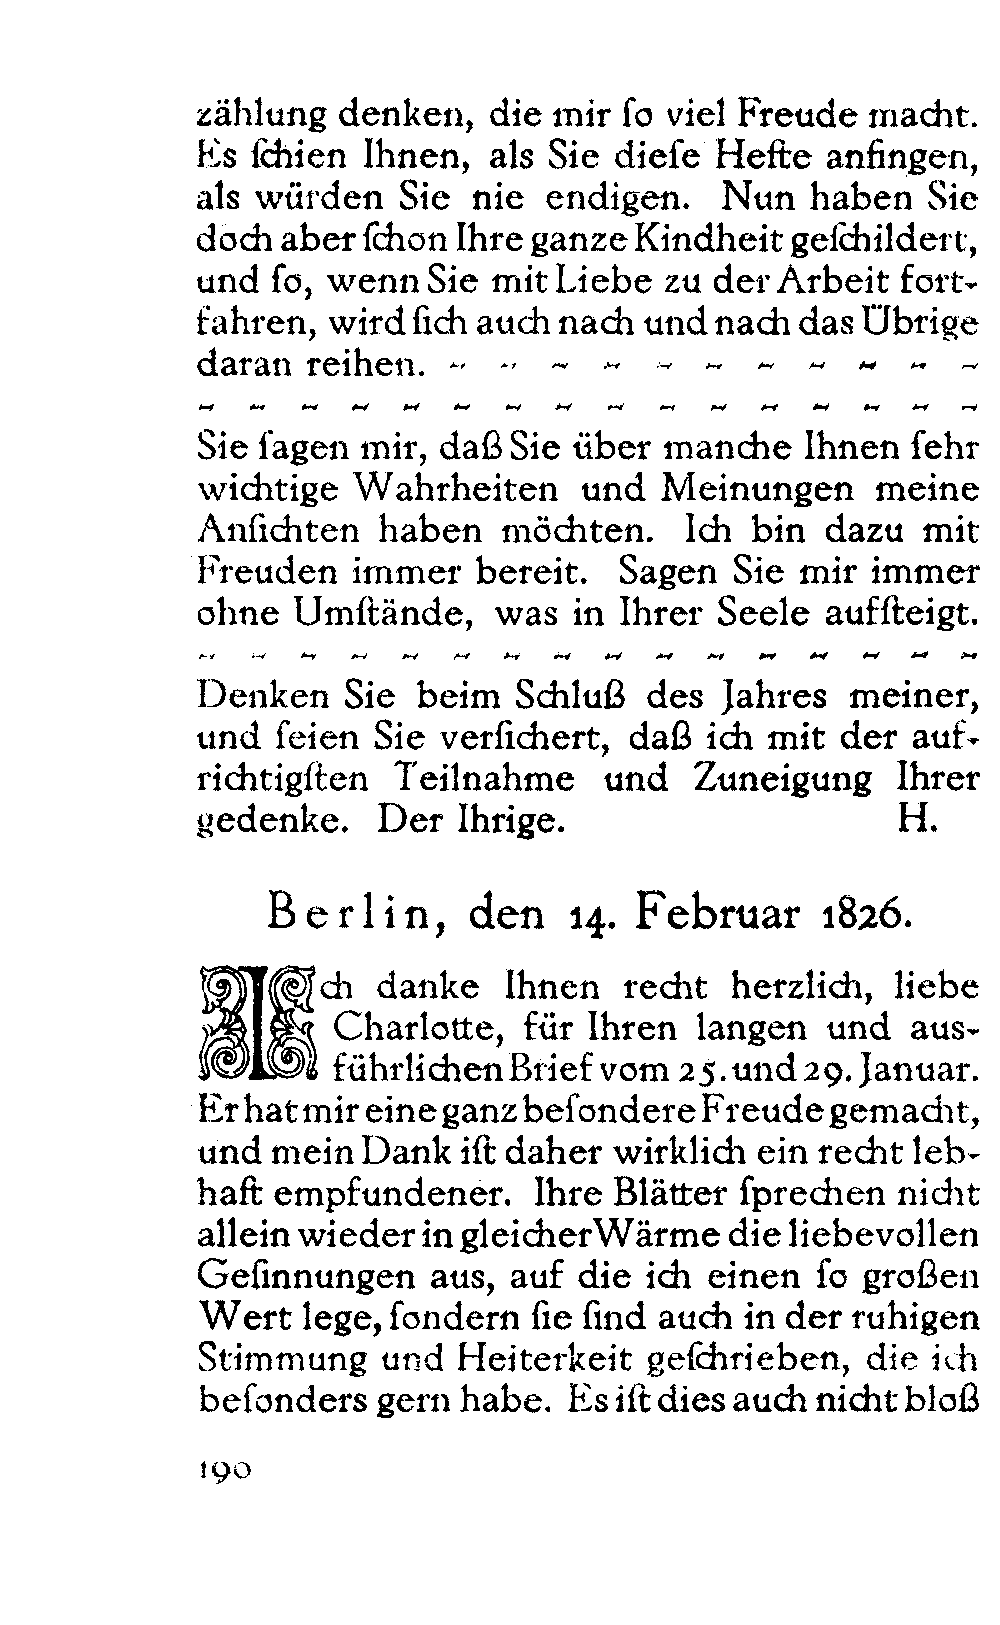 zählung denken, die mir ſo viel Freude macht.
Es ſchien Ihnen, als Sie dieſe Hefte anfingen,
als würden Sie nie endigen. Nun haben Sie
doch aber ſchon Ihre ganze Kindheit geſchildert,
und ſo, wenn Sie mit Liebe zu der Arbeit fort-
fahren, wird ſich auch nach und nach das Übrige
daran reihen. - - - - - - - - - - -
- - - - - - - - - - - - - - - -
Sie ſagen mir, daß Sie über manche Ihnen ſehr
wichtige Wahrheiten und Meinungen meine
Anſichten haben möchten. Ich bin dazu mit
Freuden immer bereit. Sagen Sie mir immer
ohne Umſtände, was in Ihrer Seele aufſteigt.
- - - - - - - - - - - - - - - -
Denken Sie beim Schluß des Jahres meiner,
und ſeien Sie verſichert, daß ich mit der auf-
richtigſten Teilnahme und Zuneigung Ihrer
gedenke. Der Ihrige. H.
Berlin, den 14. Februar 1826.
Ich danke Ihnen recht herzlich, liebe
Charlotte, für Ihren langen und aus-
führlichen Brief vom 25. und 29. Januar.
Er hat mir eine ganz beſondere Freude gemacht,
und mein Dank iſt daher wirklich ein recht leb-
haft empfundener. Ihre Blätter ſprechen nicht
allein wieder in gleicher Wärme die liebevollen
Geſinnungen aus, auf die ich einen ſo großen
Wert lege, ſondern ſie ſind auch in der ruhigen
Stimmung und Heiterkeit geſchrieben, die ich
beſonders gern habe. Es iſt dies auch nicht bloß
190